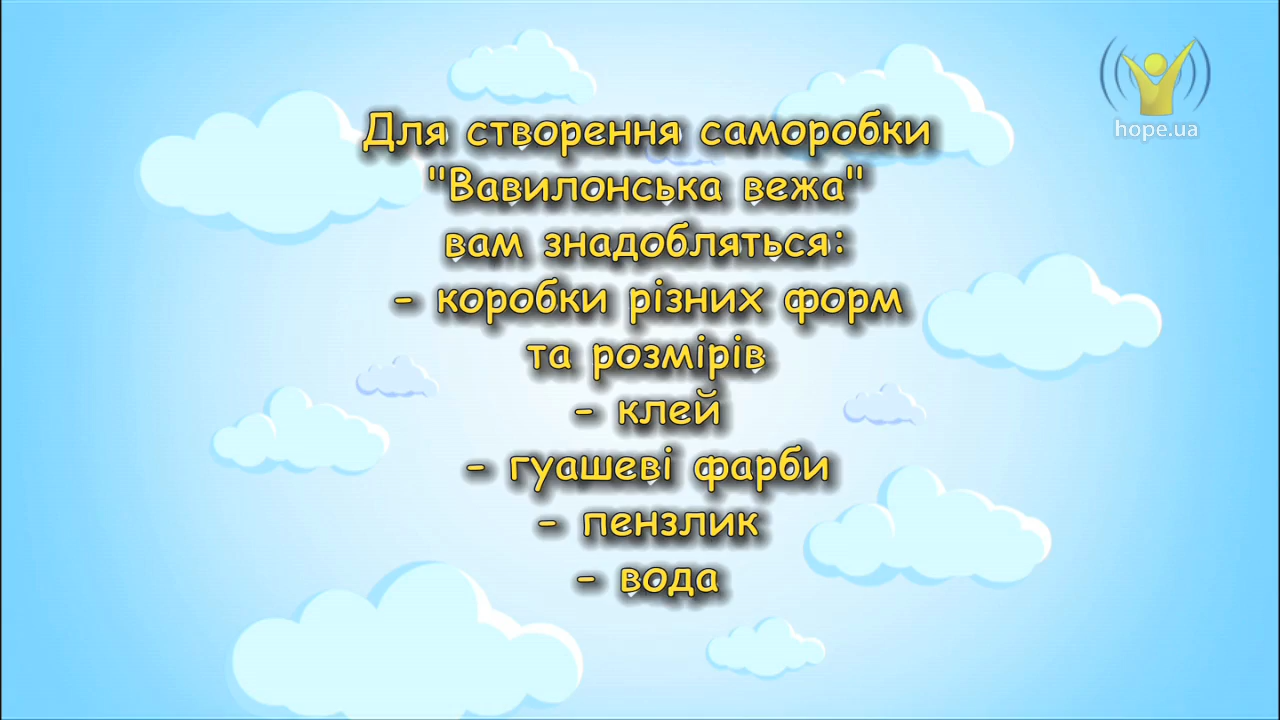 hope.ua
Для створення саморобки
"Вавилонська вежа"
вам знадобляться:
- коробки різних форм
та розмірів
- клей
- гуашеві фарби
- пензлик
- вода